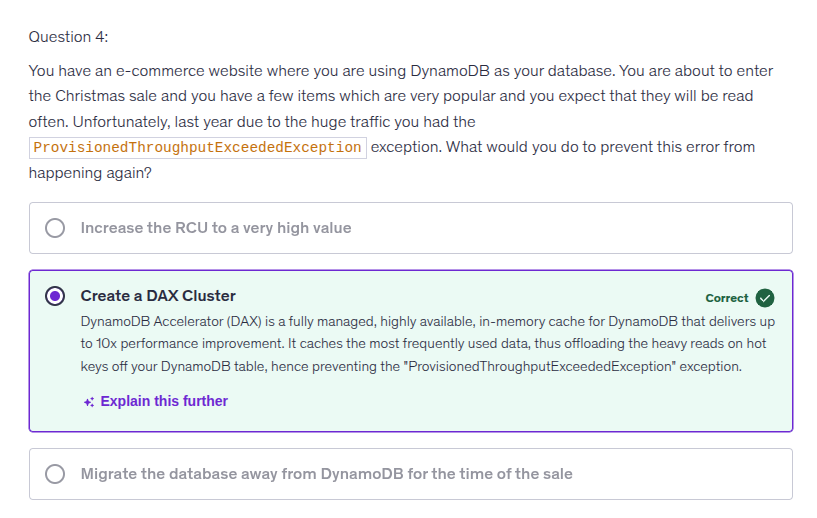 Question 4:
You have an e-commerce website where you are using DynamoDB as your database. You are about to enter
the Christmas sale and you have a few items which are very popular and you expect that they will be read
often. Unfortunately, last year due to the huge traffic you had the
ProvisionedThroughputExceededException exception. What would you do to prevent this error from
happening again?
Increase the RCU to a very high value
Create a DAX Cluster
Correct
DynamoDB Accelerator (DAX) is a fully managed, highly available, in-memory cache for DynamoDB that delivers up
to 10x performance improvement. It caches the most frequently used data, thus offloading the heavy reads on hot
keys off your DynamoDB table, hence preventing the "ProvisionedThroughputExceededException" exception.
Explain this further
Migrate the database away from DynamoDB for the time of the sale